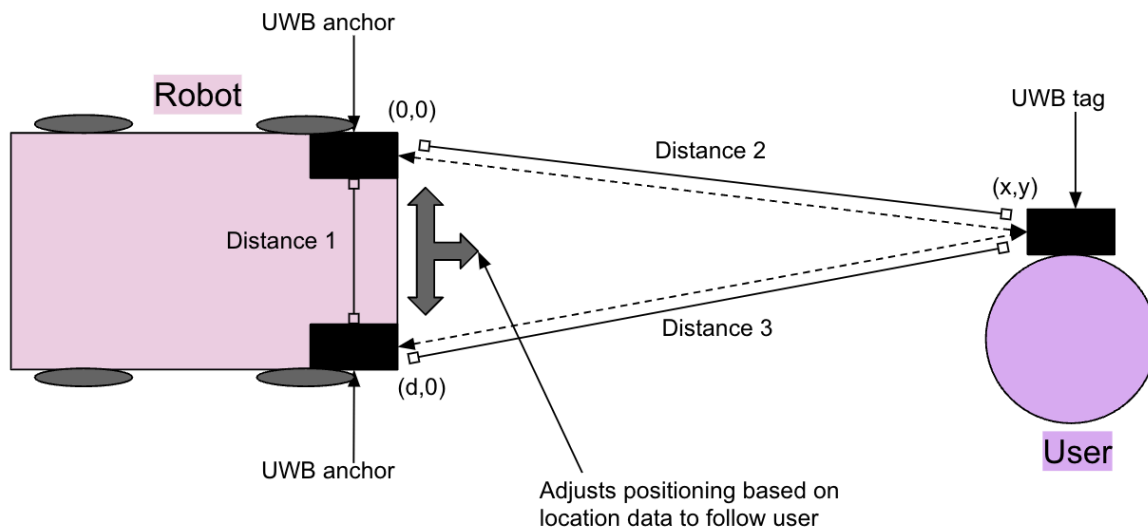 UWB anchor
Robot
(0,0)
UWB tag
Distance 2
(x,y)
Distance 1
Distance 3
(d,0)
User
UWB anchor
Adjusts positioning based on
location data to follow user